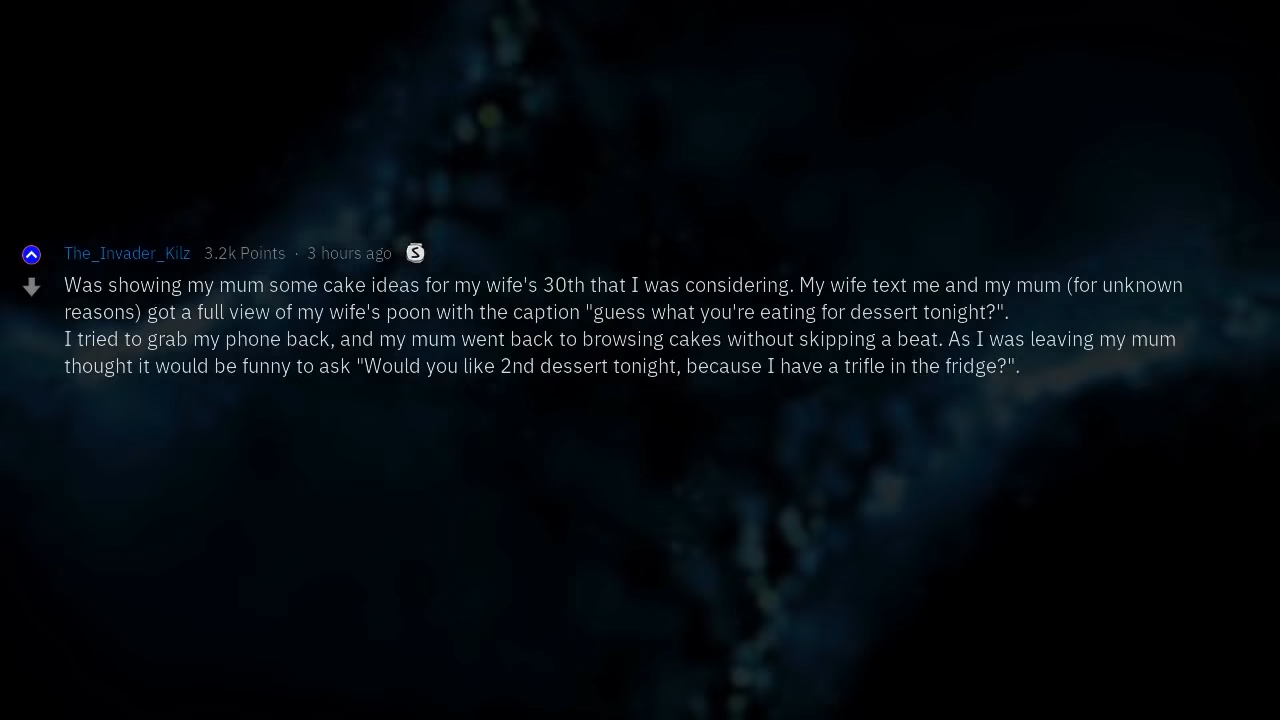 The_Invader_Kilz 3.2k Points · 3 hours ago S
Was showing my mum some cake ideas for my wife's 30th that I was considering. My wife text me and my mum (for unknown
reasons) got a full view of my wife's poon with the caption "guess what you're eating for dessert tonight?".
I tried to grab my phone back, and my mum went back to browsing cakes without skipping a beat. As I was leaving my mum
thought it would be funny to ask "Would you like 2nd dessert tonight, because I have a trifle in the fridge?".